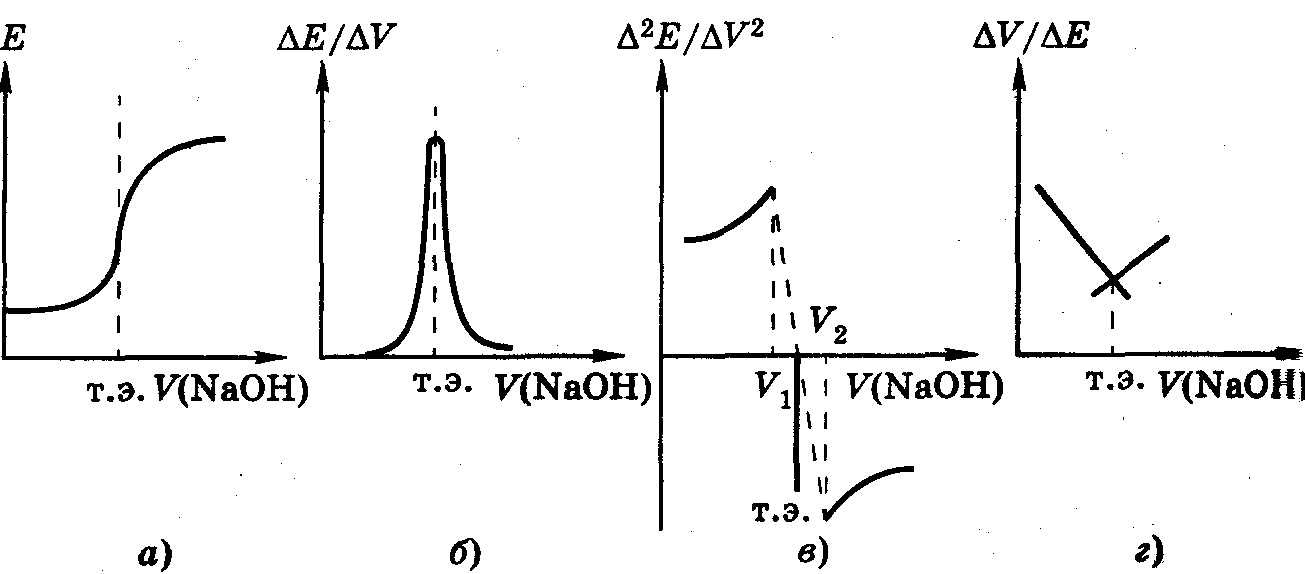 E ΔE/ΔV Δ²E/ΔV² ΔV/ΔE
V₂
V₁
т.э. V(NaOH) т.э. V(NaOH) V(NaOH) т.э. V(NaOH)
т.э.
а) б) в) г)